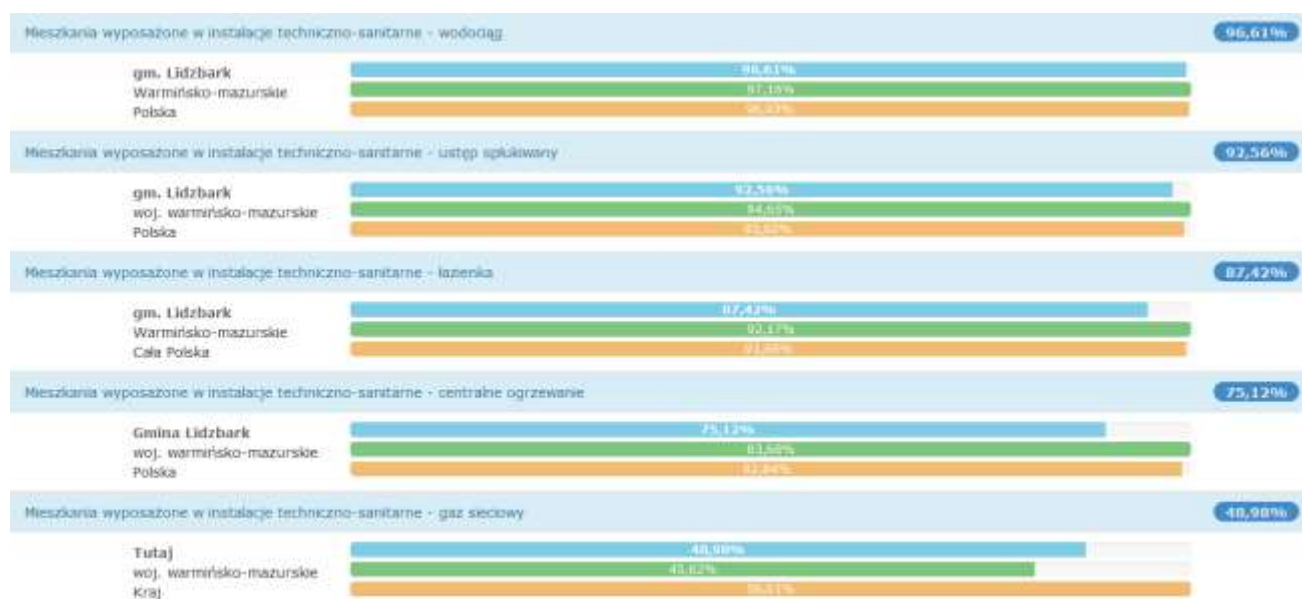 Mieszkania wyposażone w instalacje techniczno-sanitarne - wodociąg 96,61%
gm. Lidzbark 96,61%
Warmińsko-mazurskie 97,16%
Polska
Mieszkania wyposażone w instalacje techniczno-sanitarne - ustęp spłukiwany 92,56%
gm. Lidzbark 92,56%
woj. warmińsko-mazurskie
Polska
Mieszkania wyposażone w instalacje techniczno-sanitarne - łazienka 87,42%
gm. Lidzbark 87,42%
Warmińsko-mazurskie 92,17%
Cała Polska
Mieszkania wyposażone w instalacje techniczno-sanitarne - centralne ogrzewanie 75,12%
Gmina Lidzbark 75,12%
woj. warmińsko-mazurskie
Polska
Mieszkania wyposażone w instalacje techniczno-sanitarne - gaz sieciowy 48,98%
Tutaj 48,98%
woj. warmińsko-mazurskie
Kraj